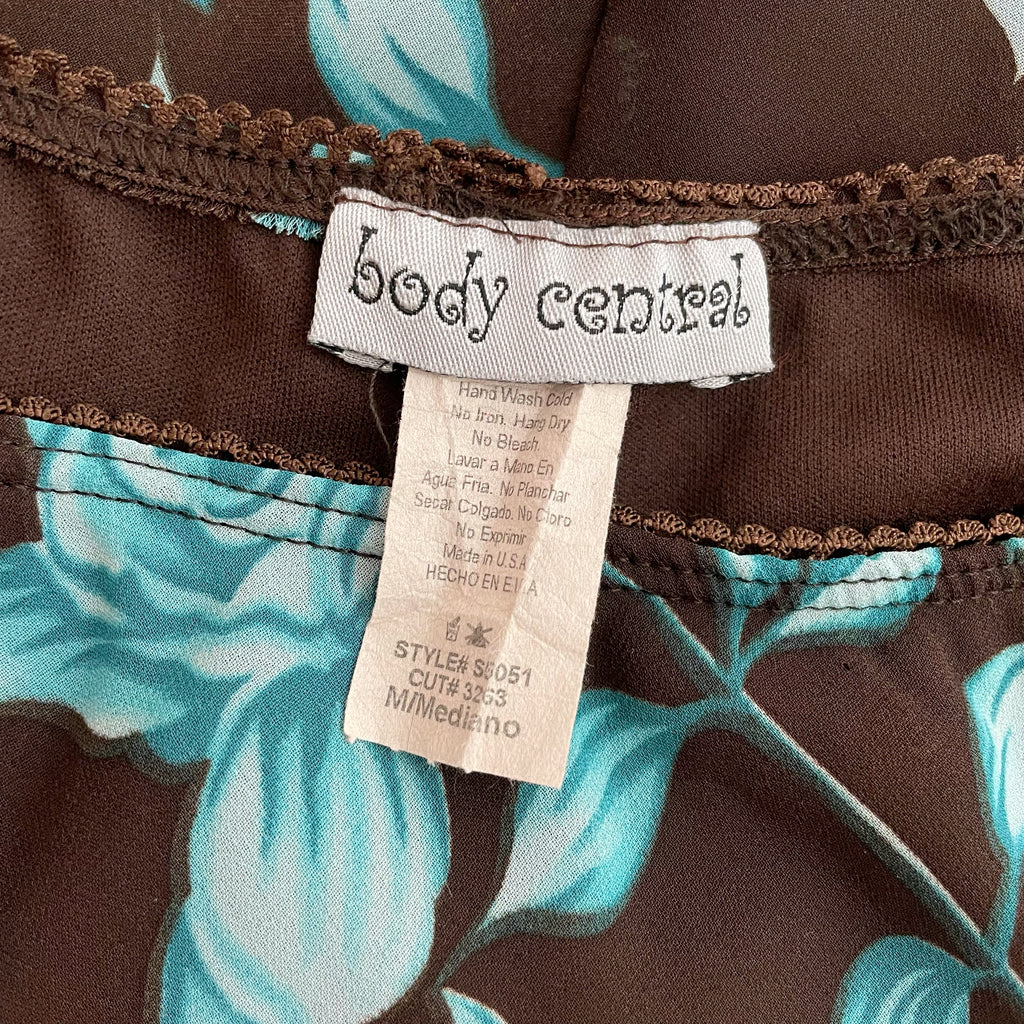 body central
Hand Wash Cold
No Iron. Hang Dry
No Bleach.
Lavar a Mano En
Agua Fria. No Planchar
Secar Colgado. No Cloro
No Exprimir
Made in U.S.A
HECHO EN E.U.A
STYLE# S5051
CUT# 3263
M/Mediano